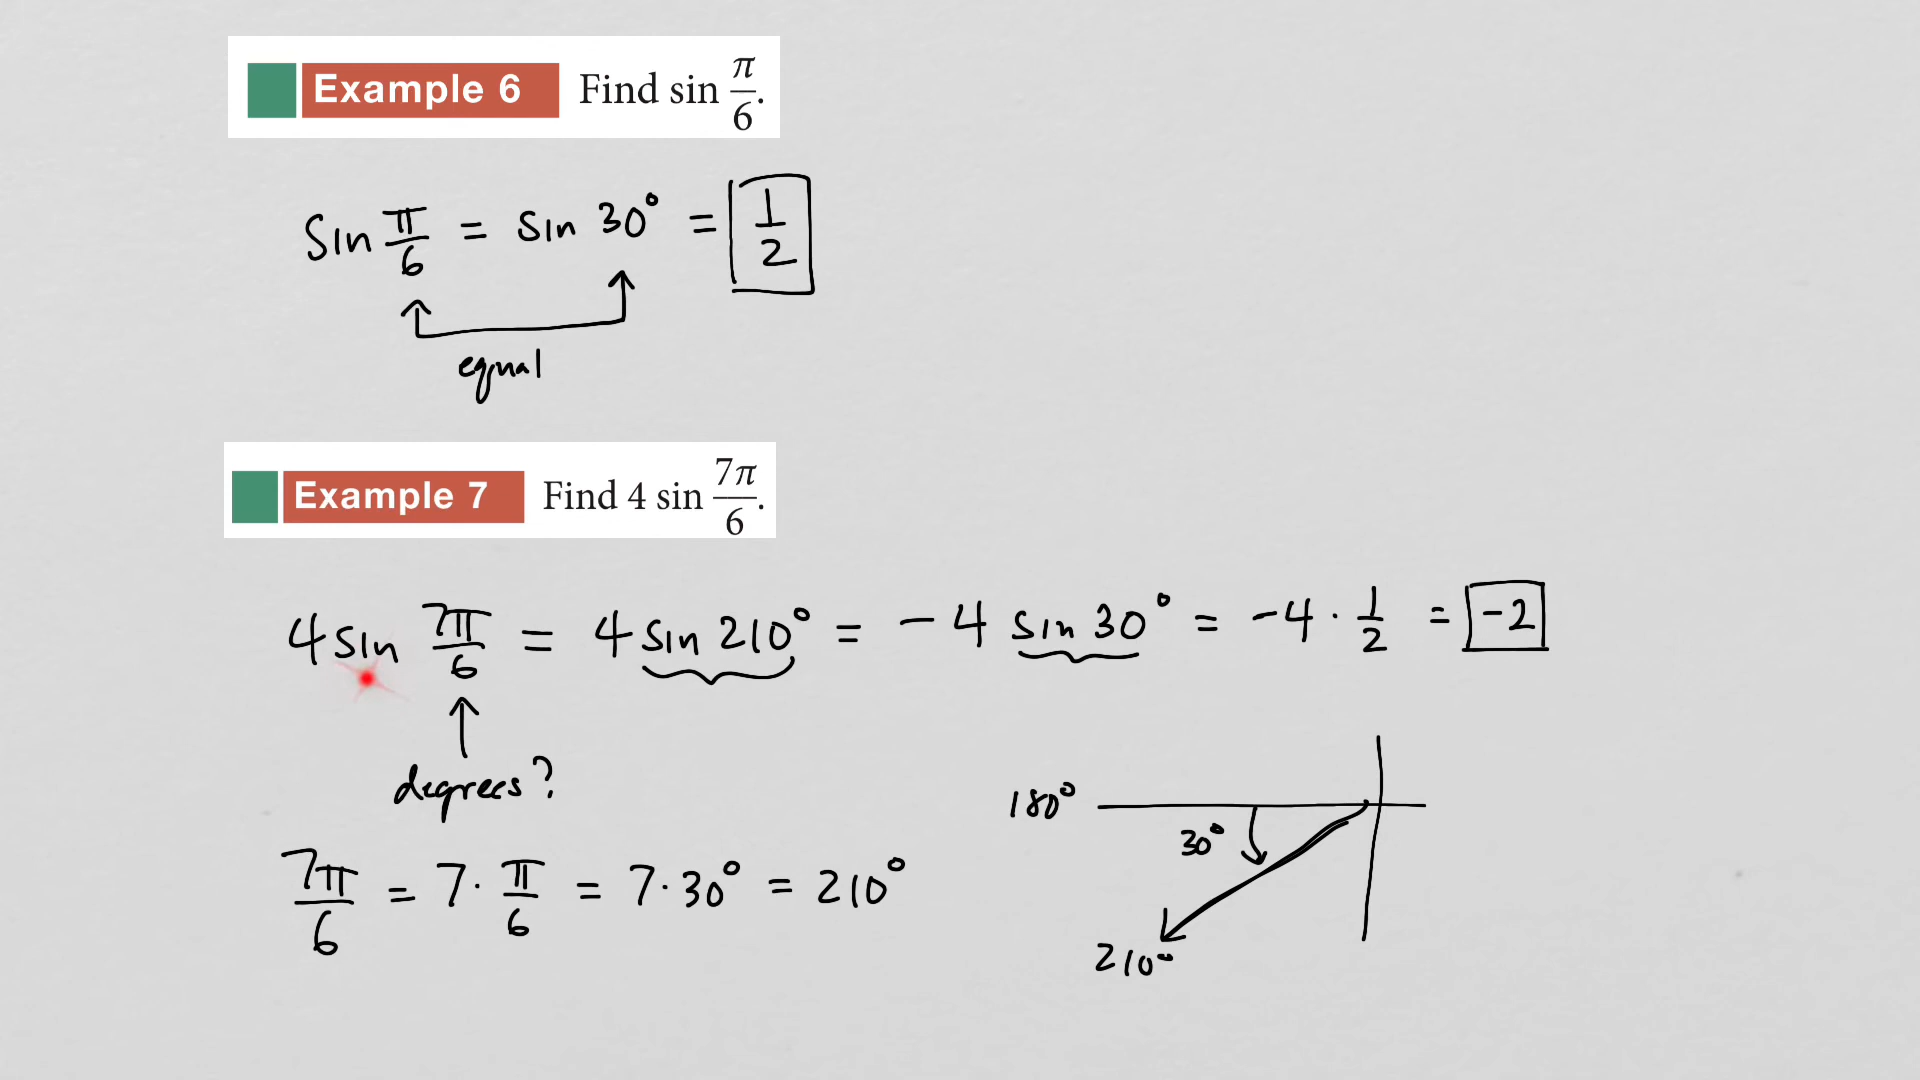 Example 6 Find sin π/6.
sin π/6 = sin 30° = 1/2
equal
Example 7 Find 4 sin 7π/6.
4 sin 7π/6 = 4 sin 210° = -4 sin 30° = -4 · 1/2 = -2
degrees?
180°
30°
7π/6 = 7 · π/6 = 7 · 30° = 210°
210°